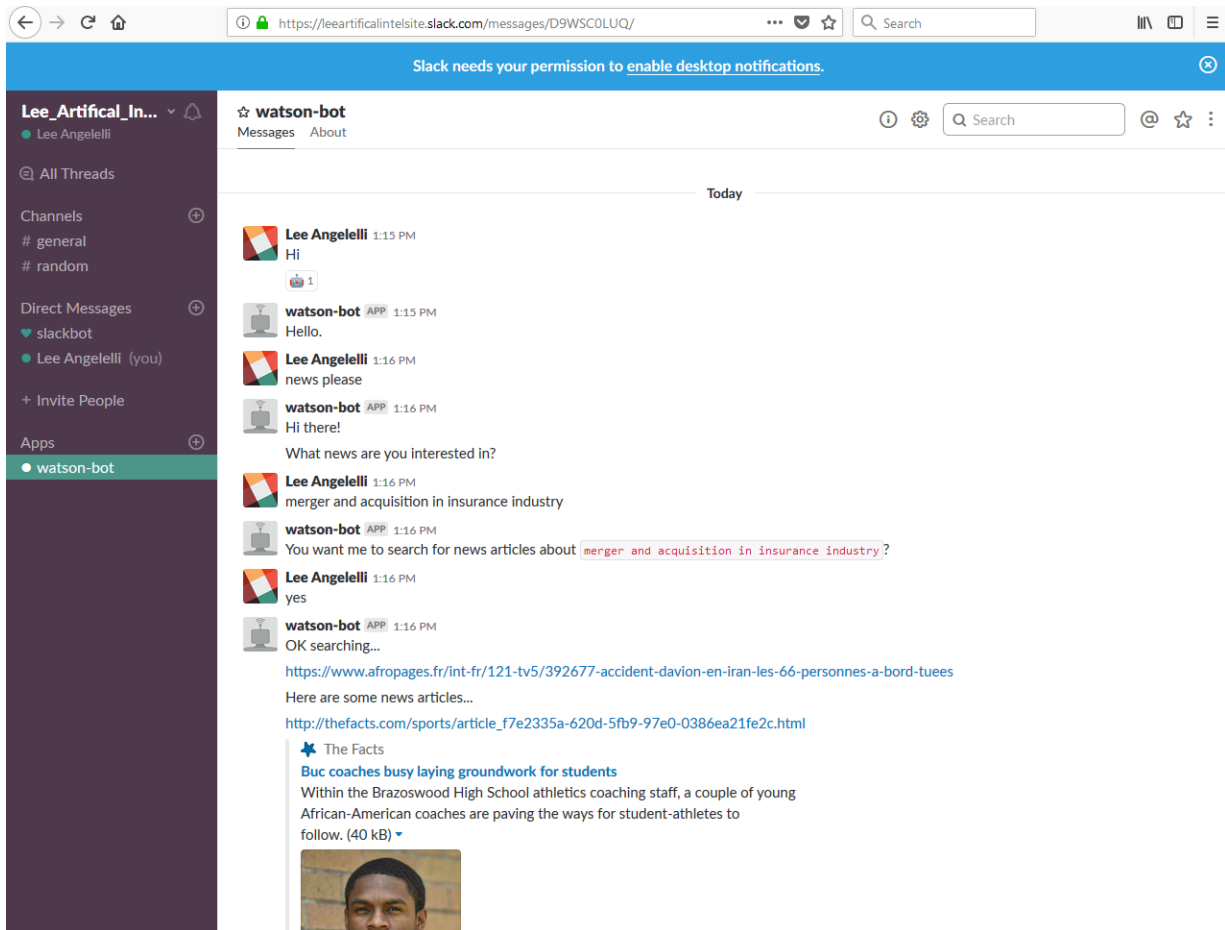 https://leeartificalintelsite.slack.com/messages/D9WSC0LUQ/
Search
Slack needs your permission to enable desktop notifications.
Lee_Artifical_In...
Lee Angelelli
All Threads
Channels
# general
# random
Direct Messages
slackbot
Lee Angelelli (you)
+ Invite People
Apps
watson-bot
watson-bot
Messages About
Search
Today
Lee Angelelli 1:15 PM
Hi
1
watson-bot APP 1:15 PM
Hello.
Lee Angelelli 1:16 PM
news please
watson-bot APP 1:16 PM
Hi there!
What news are you interested in?
Lee Angelelli 1:16 PM
merger and acquisition in insurance industry
watson-bot APP 1:16 PM
You want me to search for news articles about merger and acquisition in insurance industry?
Lee Angelelli 1:16 PM
yes
watson-bot APP 1:16 PM
OK searching...
https://www.afropages.fr/int-fr/121-tv5/392677-accident-davion-en-iran-les-66-personnes-a-bord-tuees
Here are some news articles...
http://thefacts.com/sports/article_f7e2335a-620d-5fb9-97e0-0386ea21fe2c.html
The Facts
Buc coaches busy laying groundwork for students
Within the Brazoswood High School athletics coaching staff, a couple of young
African-American coaches are paving the ways for student-athletes to
follow. (40 kB)